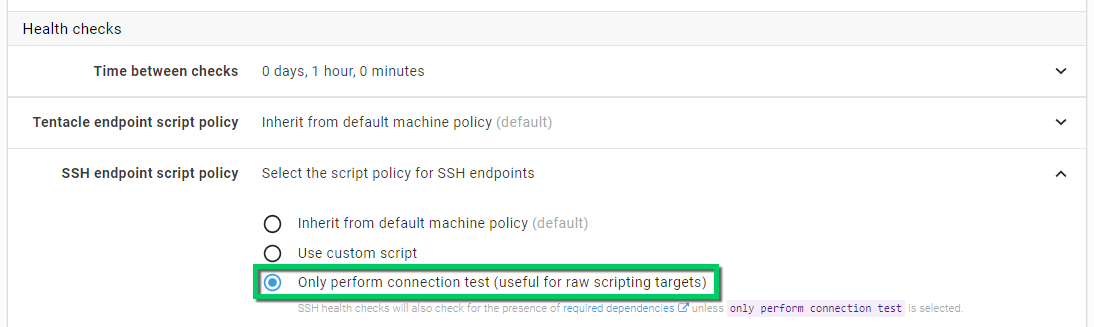 Health checks
Time between checks 0 days, 1 hour, 0 minutes
Tentacle endpoint script policy Inherit from default machine policy (default)
SSH endpoint script policy Select the script policy for SSH endpoints
Inherit from default machine policy (default)
Use custom script
Only perform connection test (useful for raw scripting targets)
SSH health checks will also check for the presence of required dependencies unless only perform connection test is selected.